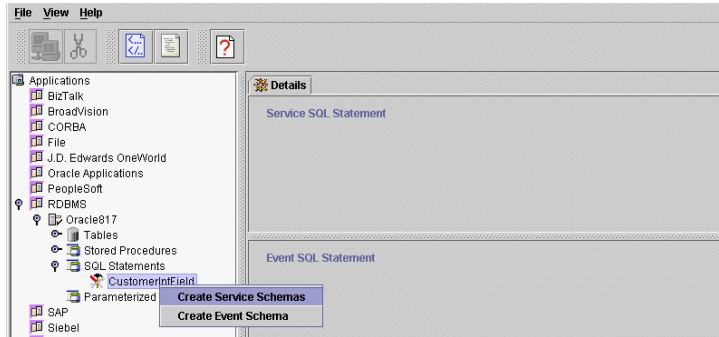 File View Help
Applications
BizTalk
BroadVision
CORBA
File
J.D. Edwards OneWorld
Oracle Applications
PeopleSoft
RDBMS
Oracle817
Tables
Stored Procedures
SQL Statements
CustomerIntField
Parameterized
SAP
Siebel
Create Service Schemas
Create Event Schema
Details
Service SQL Statement
Event SQL Statement